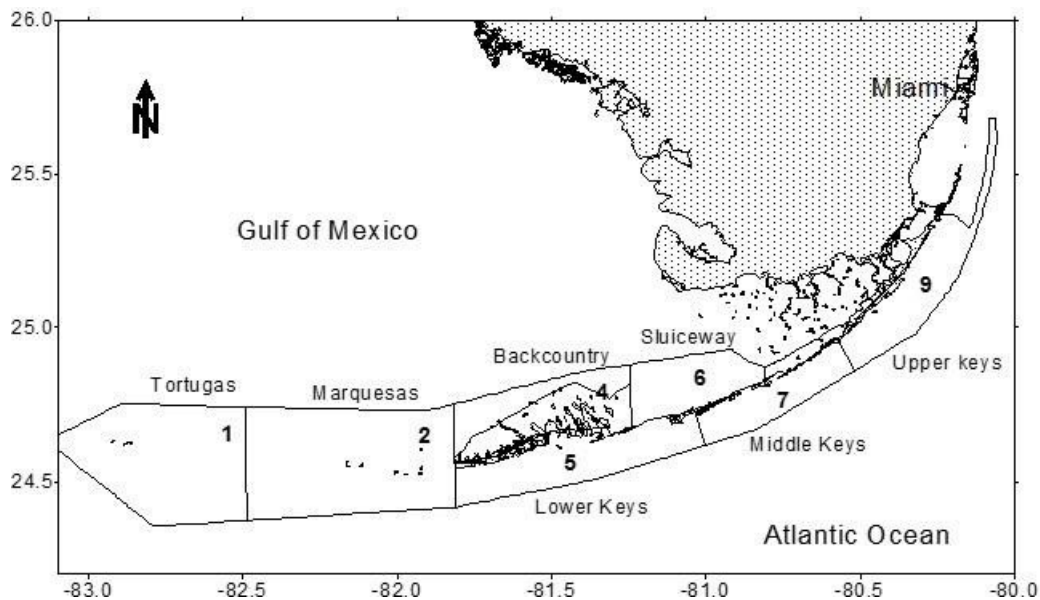 26.0
Miami
N
25.5
Gulf of Mexico
9
25.0
Sluiceway
Backcountry
Upper keys
Tortugas
Marquesas
4
6
7
1
2
Middle Keys
5
24.5
Lower Keys
Atlantic Ocean
-83.0 -82.5 -82.0 -81.5 -81.0 -80.5 -80.0